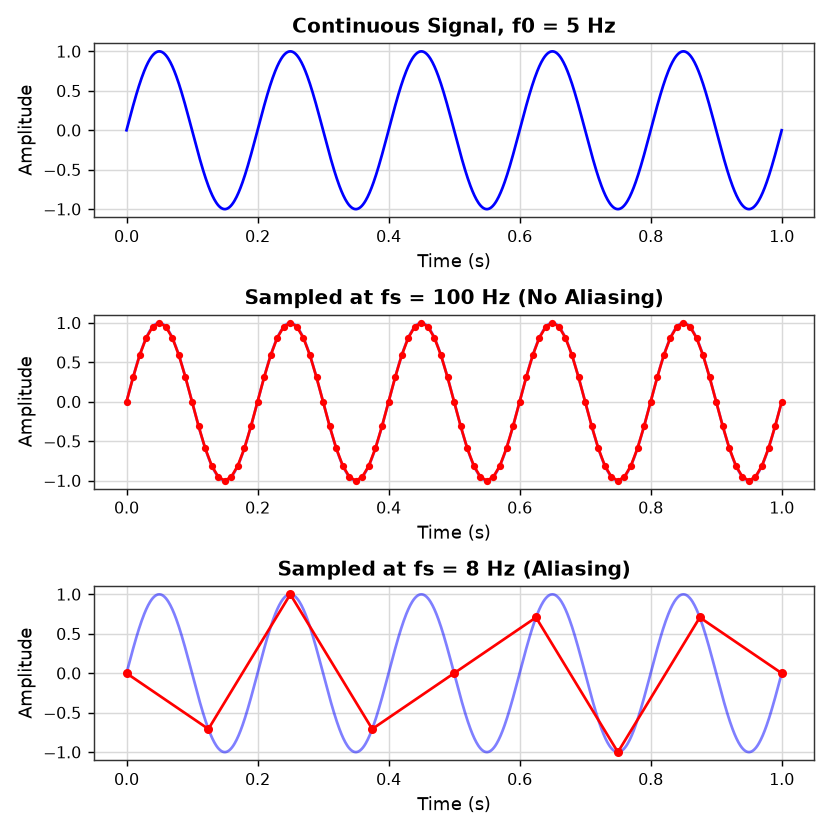 Continuous Signal, f0 = 5 Hz
1.0
0.5
0.0
−0.5
−1.0
Amplitude
0.0 0.2 0.4 0.6 0.8 1.0
Time (s)
Sampled at fs = 100 Hz (No Aliasing)
1.0
0.5
0.0
−0.5
−1.0
Amplitude
0.0 0.2 0.4 0.6 0.8 1.0
Time (s)
Sampled at fs = 8 Hz (Aliasing)
1.0
0.5
0.0
−0.5
−1.0
Amplitude
0.0 0.2 0.4 0.6 0.8 1.0
Time (s)